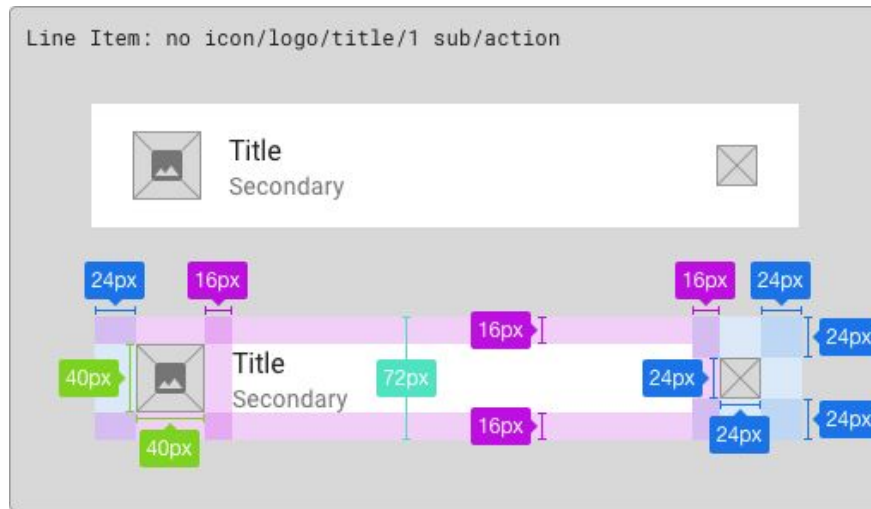 Line Item: no icon/logo/title/1 sub/action
Title
Secondary
24px
16px
16px
24px
16px
24px
Title
40px
72px
24px
Secondary
16px
24px
40px
24px